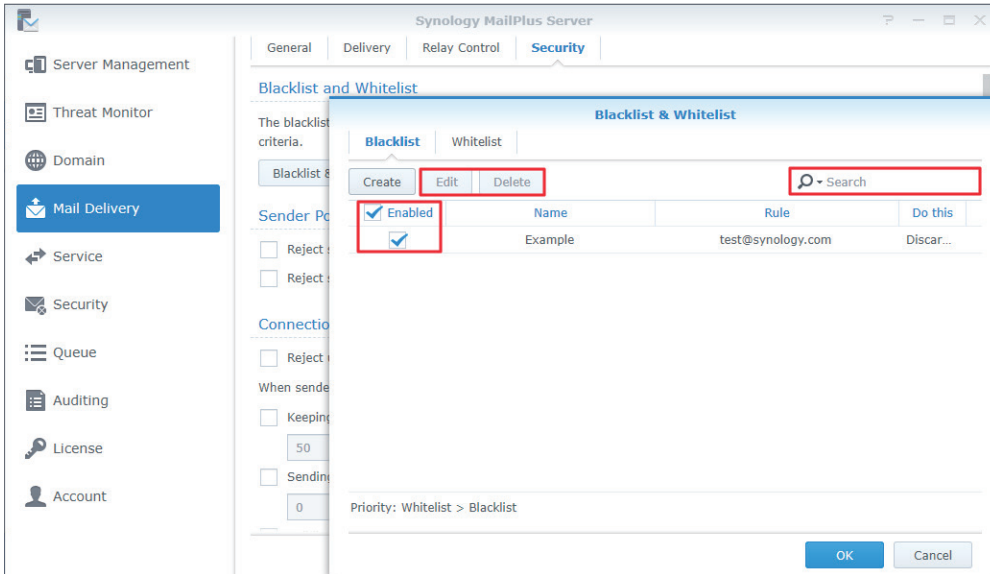 Synology MailPlus Server
Server Management
Threat Monitor
Domain
Mail Delivery
Service
Security
Queue
Auditing
License
Account
General Delivery Relay Control Security
Blacklist and Whitelist
The blacklist
criteria.
Blacklist &
Sender Po
Reject s
Reject s
Connectio
Reject
When sende
Keeping
50
Sending
0
Blacklist & Whitelist
Blacklist Whitelist
Create Edit Delete Search
Enabled Name Rule Do this
Example test@synology.com Discar...
Priority: Whitelist > Blacklist
OK Cancel